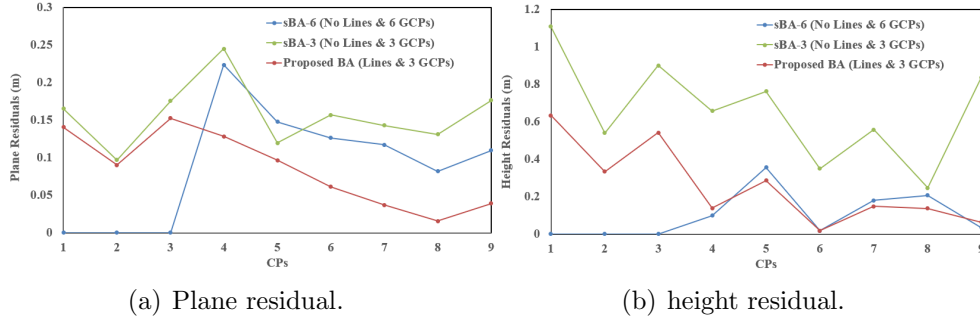 0.3
0.25
0.2
0.15
0.1
0.05
0
Plane Residuals (m)
sBA-6 (No Lines & 6 GCPs)
sBA-3 (No Lines & 3 GCPs)
Proposed BA (Lines & 3 GCPs)
1 2 3 4 5 6 7 8 9
CPs
(a) Plane residual.
1.2
1
0.8
0.6
0.4
0.2
0
Height Residuals (m)
sBA-6 (No Lines & 6 GCPs)
sBA-3 (No Lines & 3 GCPs)
Proposed BA (Lines & 3 GCPs)
1 2 3 4 5 6 7 8 9
CPs
(b) height residual.